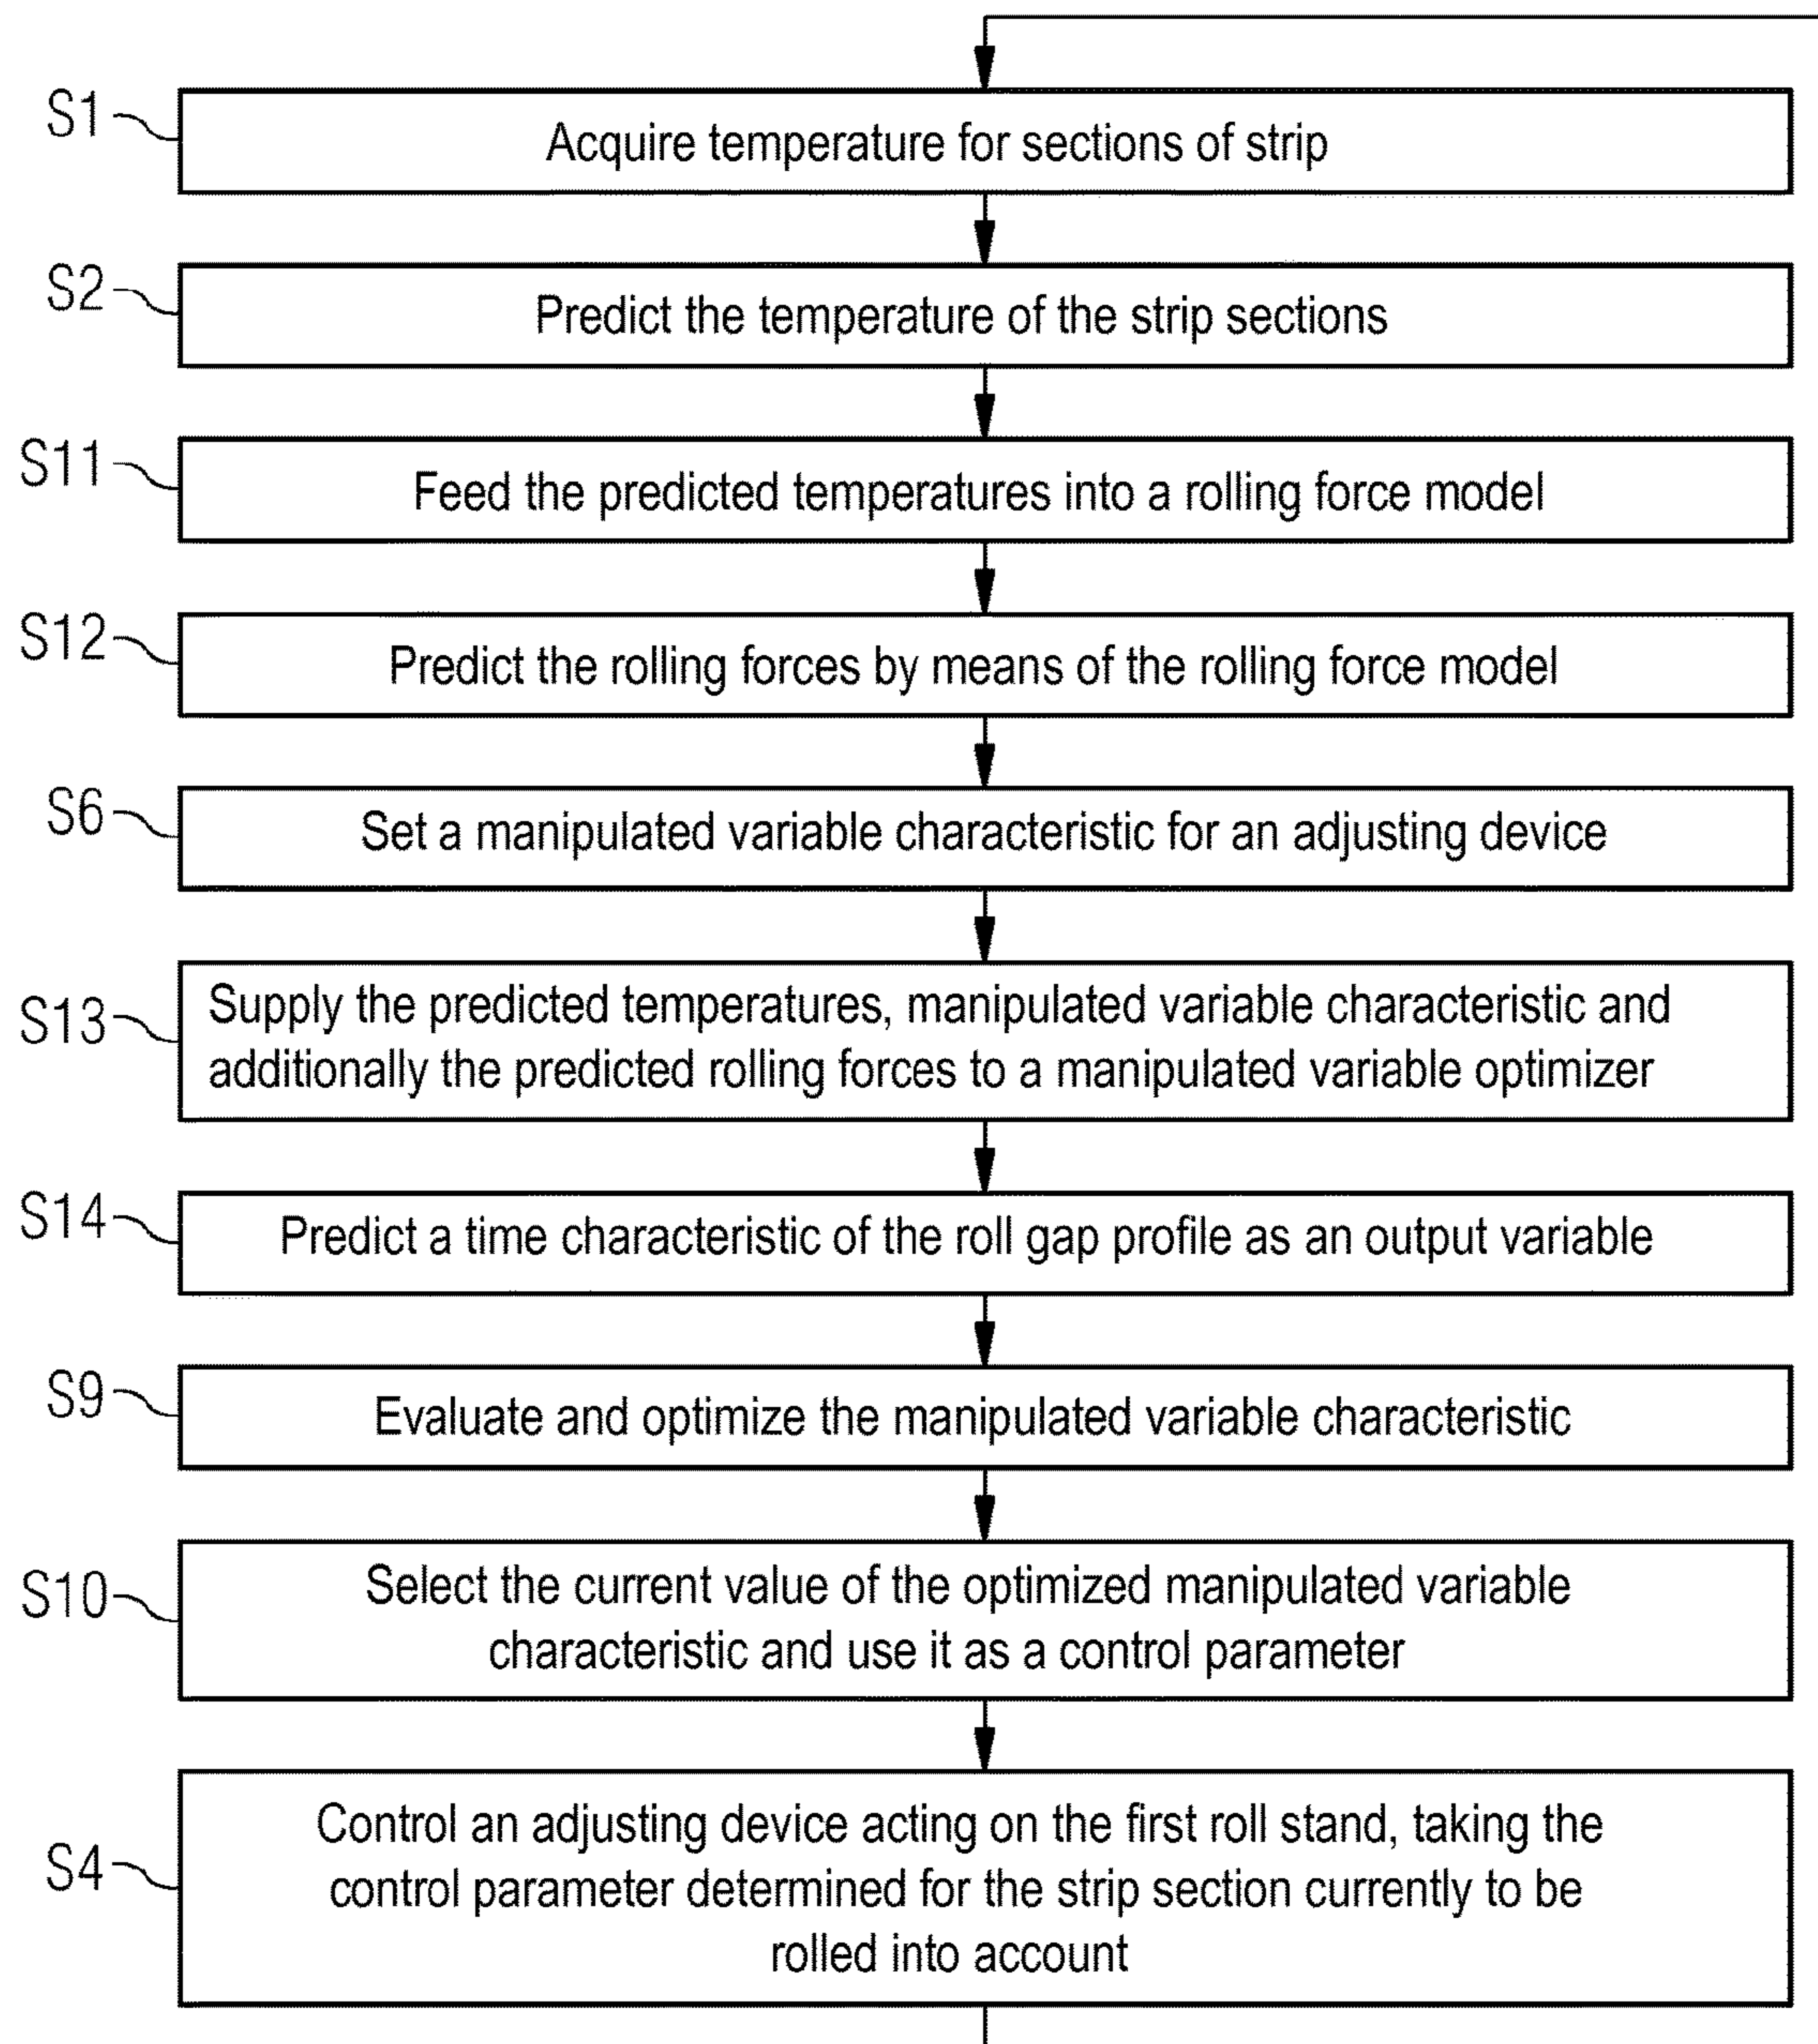 S1
Acquire temperature for sections of strip
S2
Predict the temperature of the strip sections
S11
Feed the predicted temperatures into a rolling force model
S12
Predict the rolling forces by means of the rolling force model
S6
Set a manipulated variable characteristic for an adjusting device
S13
Supply the predicted temperatures, manipulated variable characteristic and
additionally the predicted rolling forces to a manipulated variable optimizer
S14
Predict a time characteristic of the roll gap profile as an output variable
S9
Evaluate and optimize the manipulated variable characteristic
S10
Select the current value of the optimized manipulated variable
characteristic and use it as a control parameter
S4
Control an adjusting device acting on the first roll stand, taking the
control parameter determined for the strip section currently to be
rolled into account